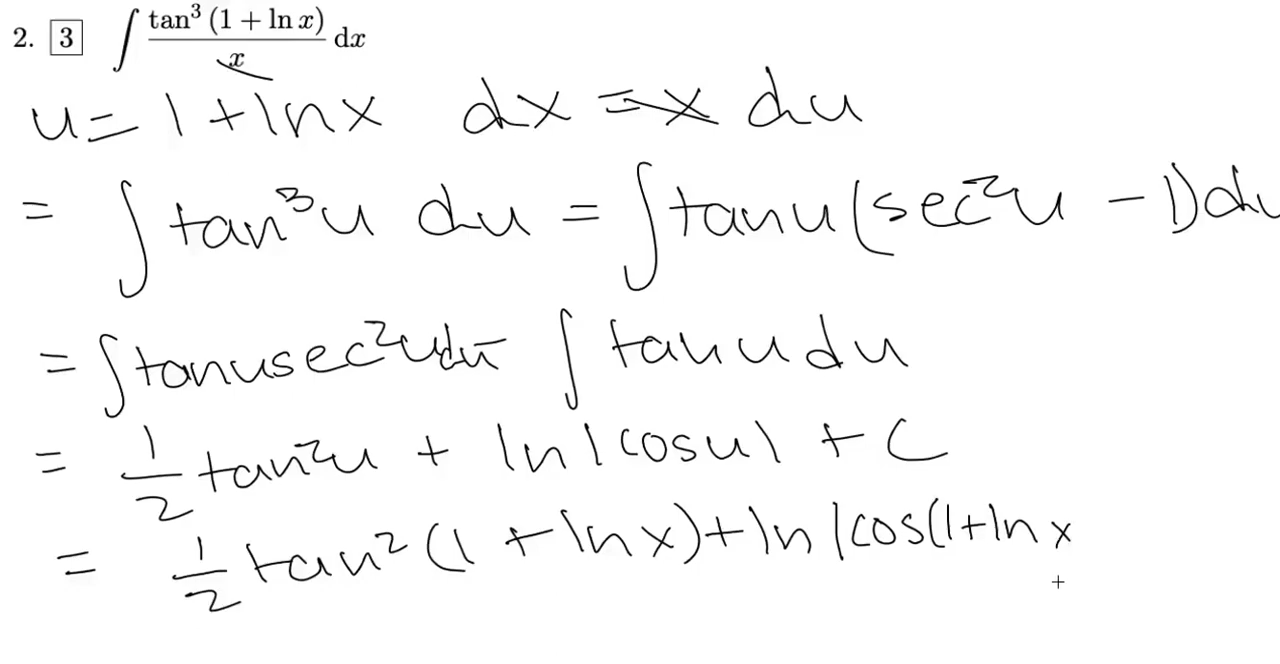 2. 3 ∫ tan³ (1 + ln x) / x dx
u = 1 + ln x dx = x du
= ∫ tan³u du = ∫ tan u (sec²u - 1) du
= ∫ tan u sec²u du - ∫ tan u du
= 1/2 tan²u + ln |cos u| + C
= 1/2 tan² (1 + ln x) + ln |cos(1 + ln x